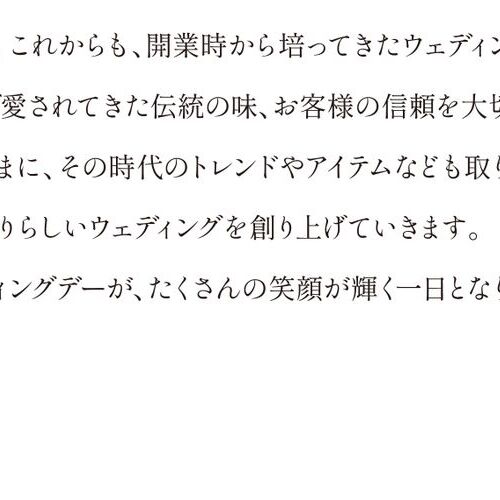 これからも、開業時から培ってきたウェディン
愛されてきた伝統の味、お客様の信頼を大切
まに、その時代のトレンドやアイテムなども取り
りらしいウェディングを創り上げていきます。
ィングデーが、たくさんの笑顔が輝く一日となり